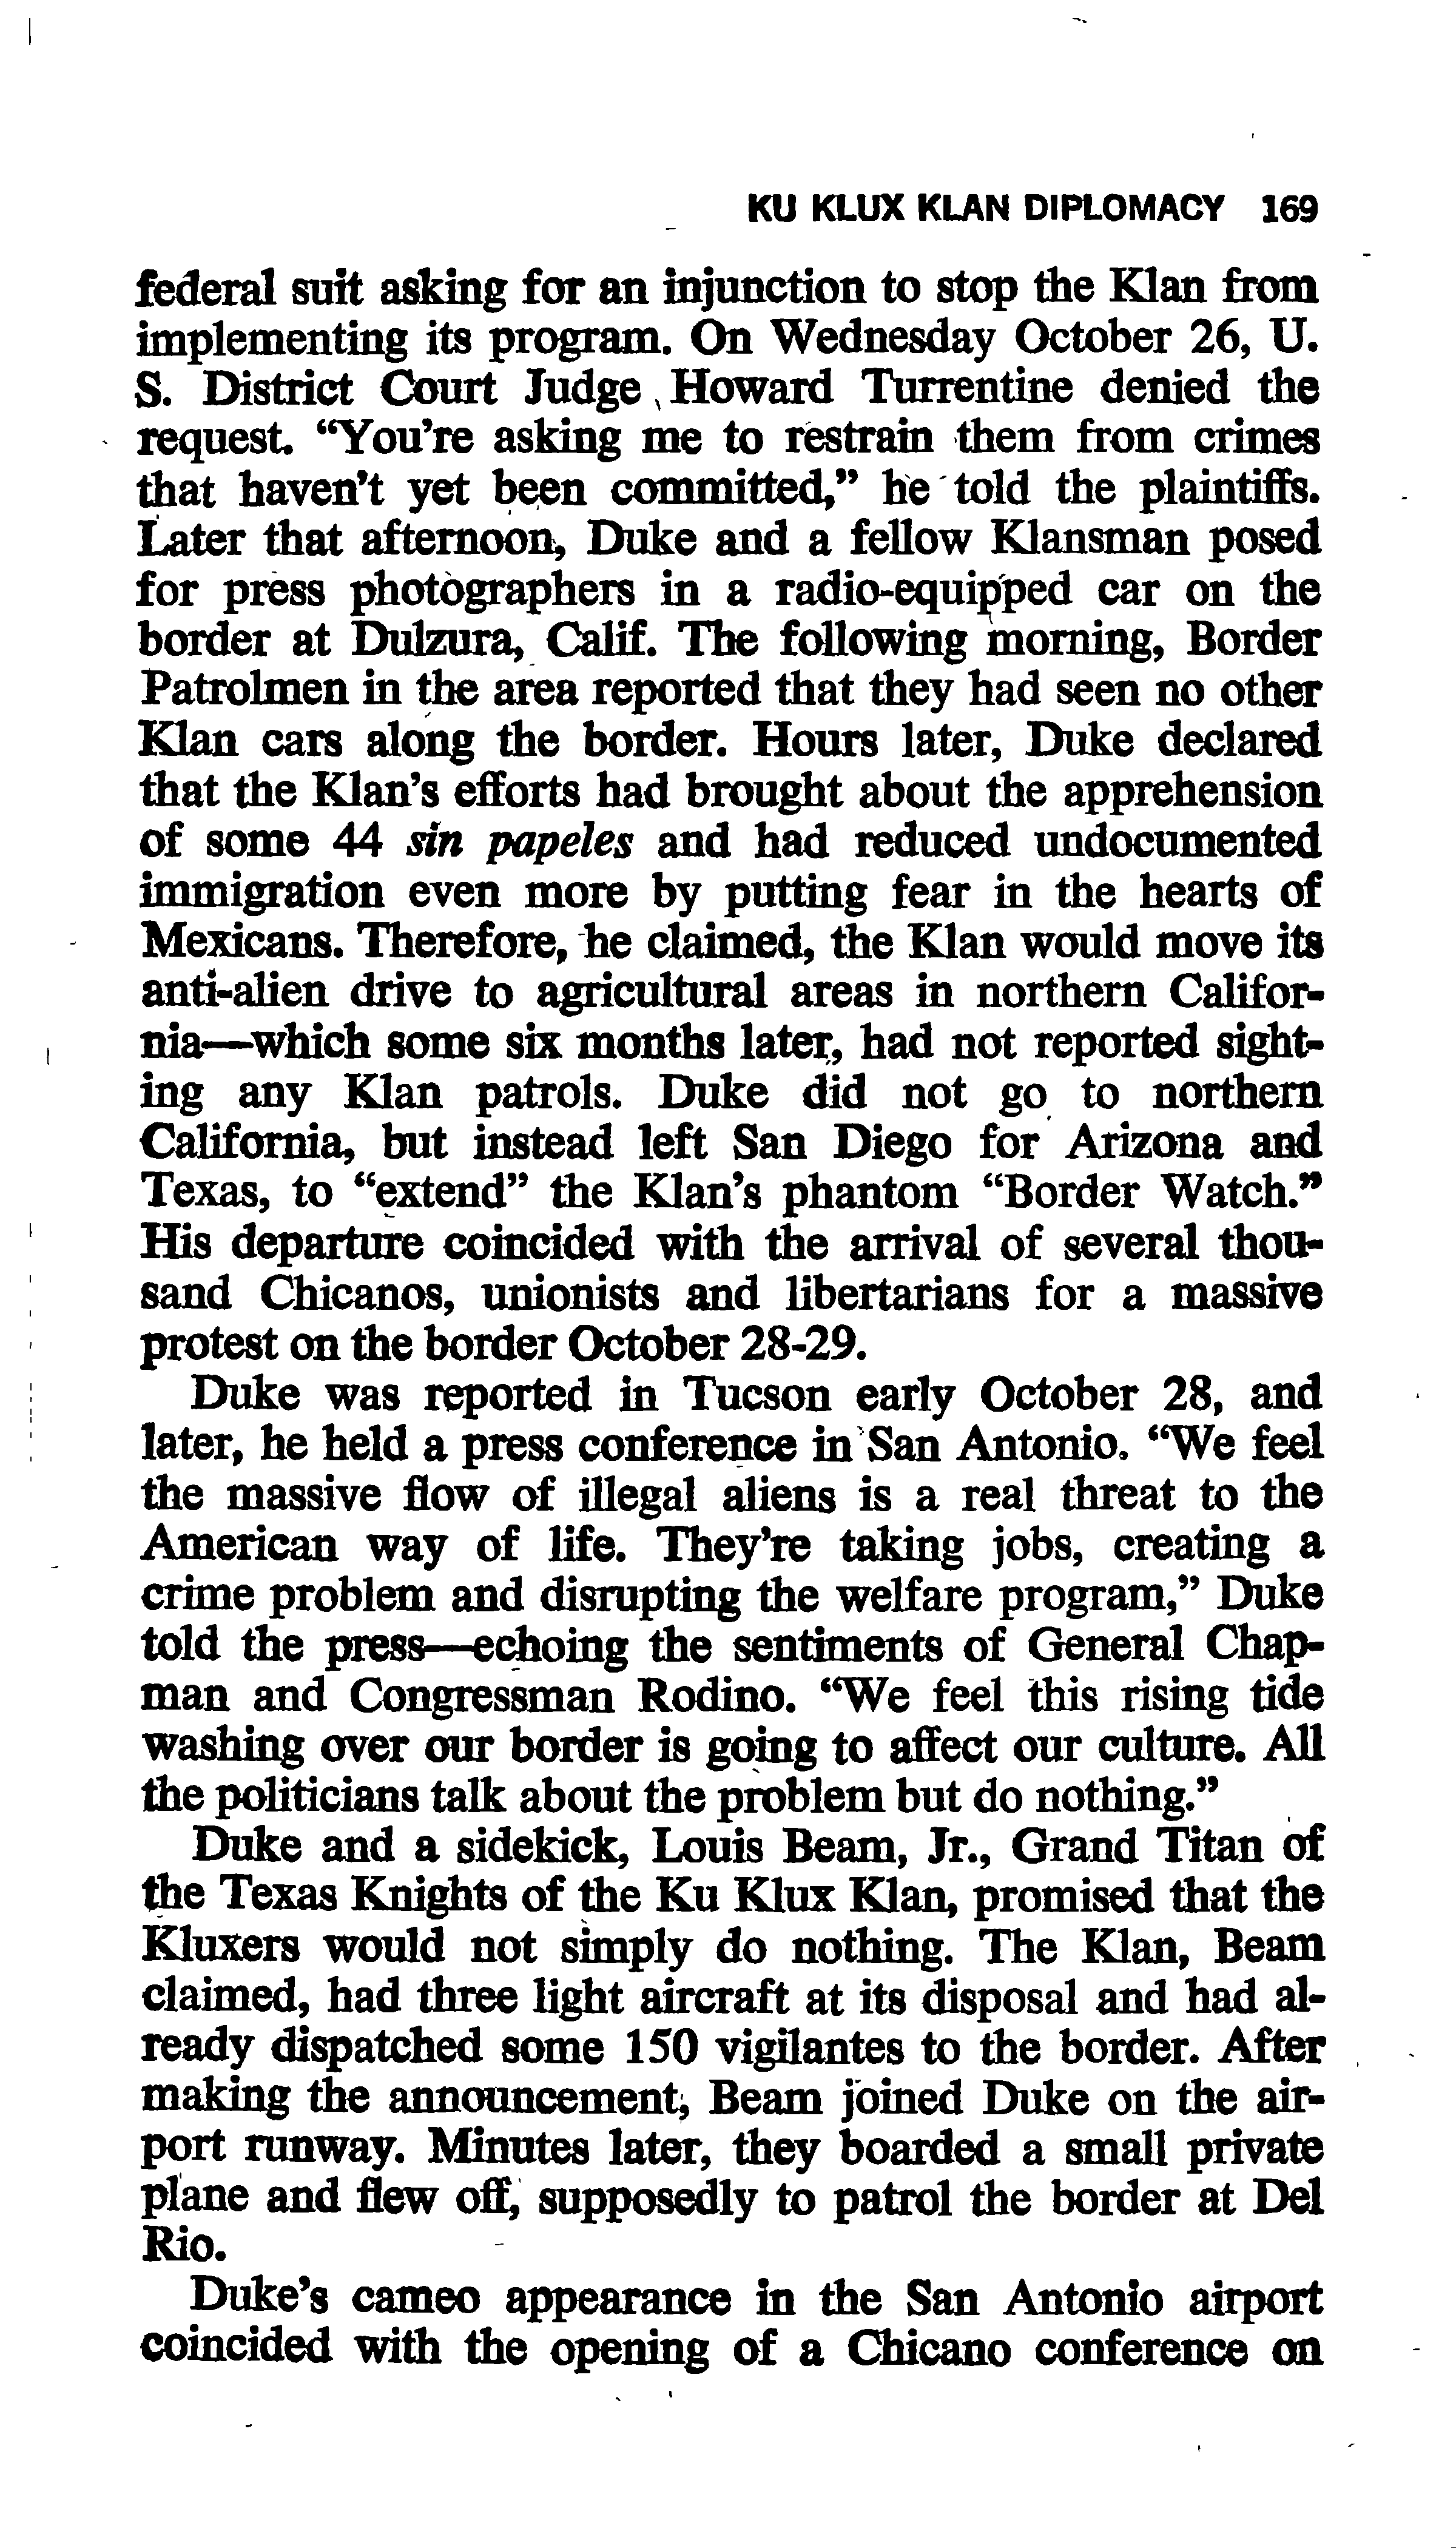 KU KLUX KLAN DIPLOMACY 169
federal suit asking for an injunction to stop the Klan from
implementing its program. On Wednesday October 26, U.
S. District Court Judge Howard Turrentine denied the
request. “You're asking me to restrain them from crimes
that haven't yet been committed,” he told the plaintiffs.
Later that afternoon, Duke and a fellow Klansman posed
for press photographers in a radio-equipped car on the
border at Dulzura, Calif. The following morning, Border
Patrolmen in the area reported that they had seen no other
Klan cars along the border. Hours later, Duke declared
that the Klan's efforts had brought about the apprehension
of some 44 sin papeles and had reduced undocumented
immigration even more by putting fear in the hearts of
Mexicans. Therefore, he claimed, the Klan would move its
anti-alien drive to agricultural areas in northern Califor-
nia—which some six months later, had not reported sight-
ing any Klan patrols. Duke did not go to northern
California, but instead left San Diego for Arizona and
Texas, to “extend” the Klan's phantom “Border Watch.”
His departure coincided with the arrival of several thou-
sand Chicanos, unionists and libertarians for a massive
protest on the border October 28-29.
Duke was reported in Tucson early October 28, and
later, he held a press conference in San Antonio. “We feel
the massive flow of illegal aliens is a real threat to the
American way of life. They're taking jobs, creating a
crime problem and disrupting the welfare program,” Duke
told the press—echoing the sentiments of General Chap-
man and Congressman Rodino. “We feel this rising tide
washing over our border is going to affect our culture. All
the politicians talk about the problem but do nothing.”
Duke and a sidekick, Louis Beam, Jr., Grand Titan of
the Texas Knights of the Ku Klux Klan, promised that the
Kluxers would not simply do nothing. The Klan, Beam
claimed, had three light aircraft at its disposal and had al-
ready dispatched some 150 vigilantes to the border. After
making the announcement, Beam joined Duke on the air-
port runway. Minutes later, they boarded a small private
plane and flew off, supposedly to patrol the border at Del
Rio.
Duke's cameo appearance in the San Antonio airport
coincided with the opening of a Chicano conference on